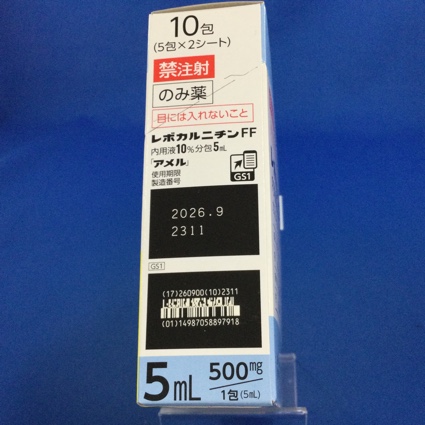 10包
(5包×2シート)
禁注射
のみ薬
目には入れないこと
レボカルニチンFF
内用液10%分包5mL
「アメル」
使用期限
製造番号
GS1
2026.9
2311
GS1
(17)260900(10)2311
(01)14987058897918
5mL
500mg
1包(5mL)